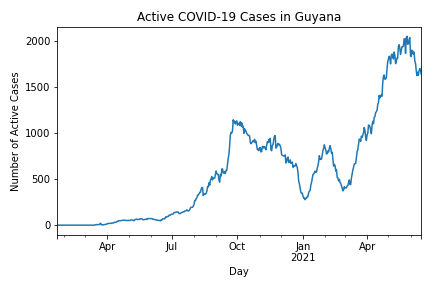 Active COVID-19 Cases in Guyana
Number of Active Cases
2000
1500
1000
500
0
Apr
Jul
Oct
Jan
2021
Apr
Day